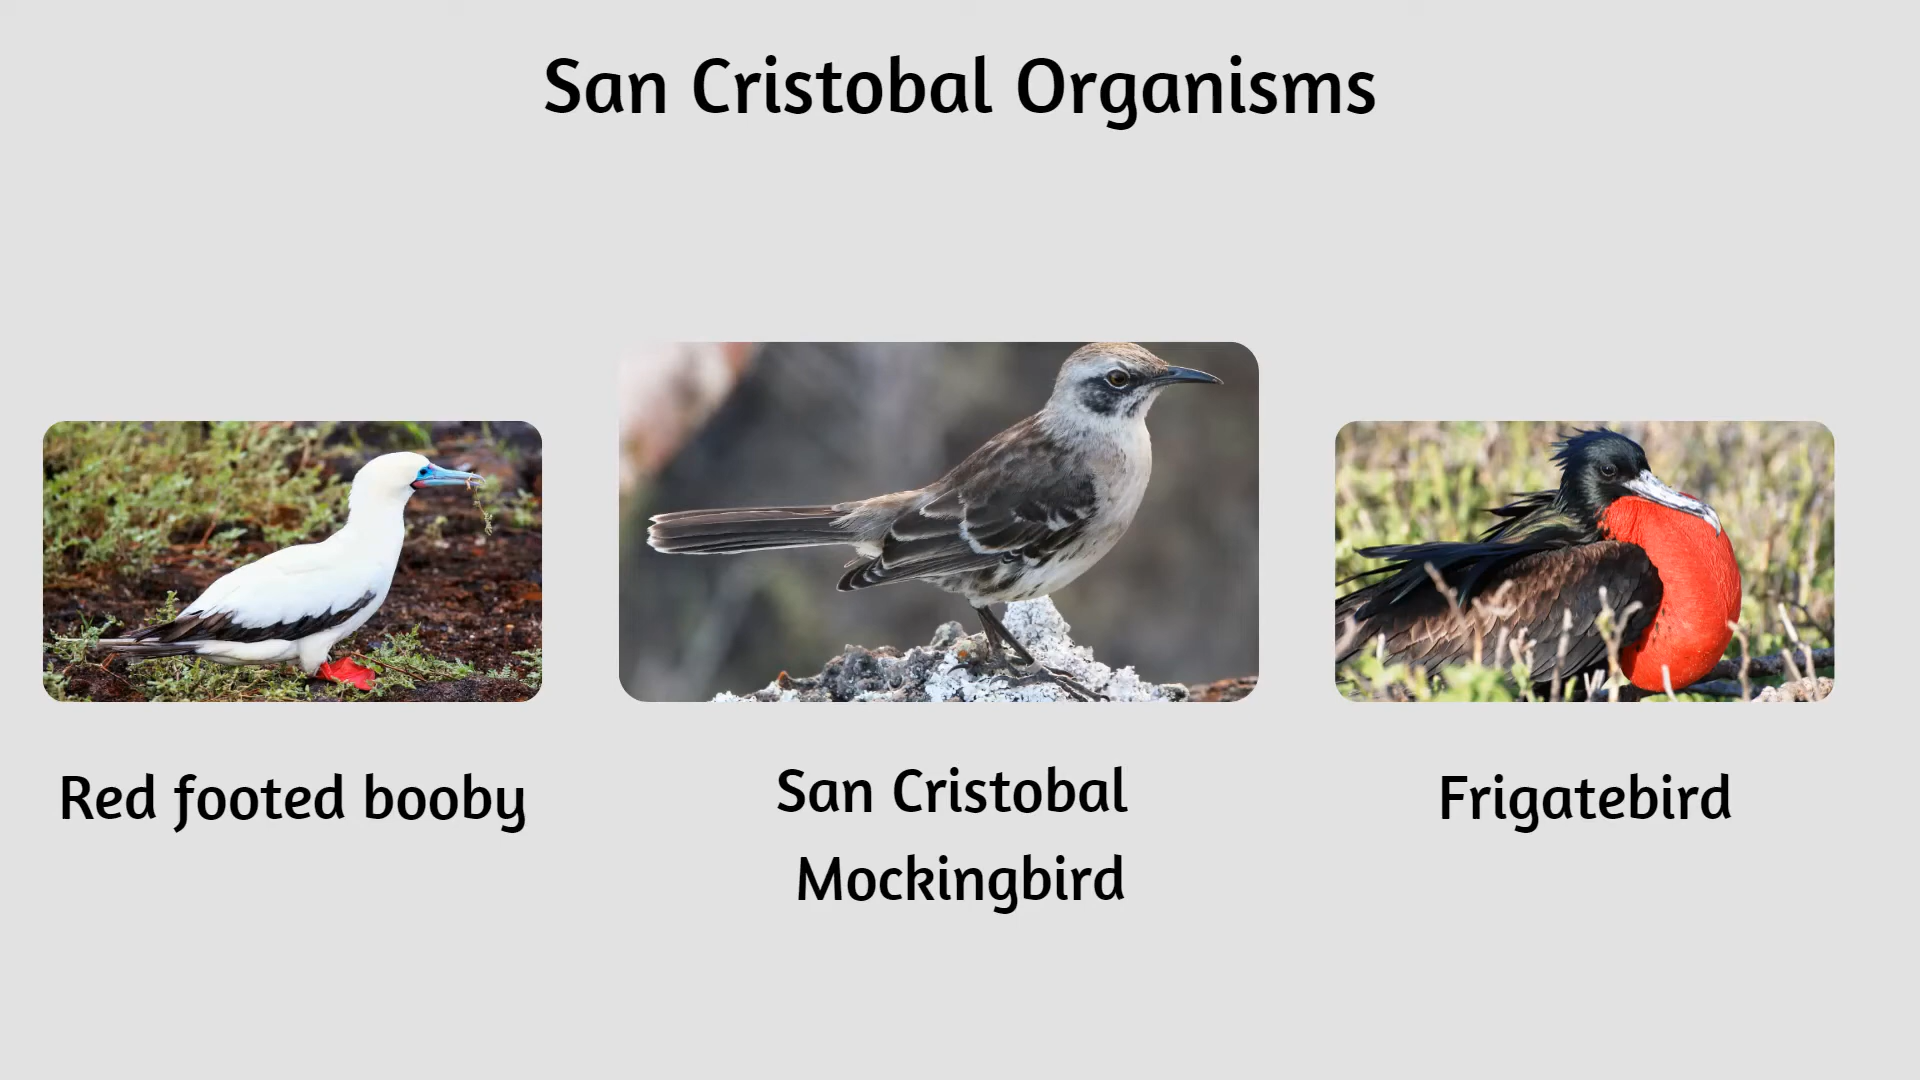 San Cristobal Organisms
Red footed booby
San Cristobal
Mockingbird
Frigatebird